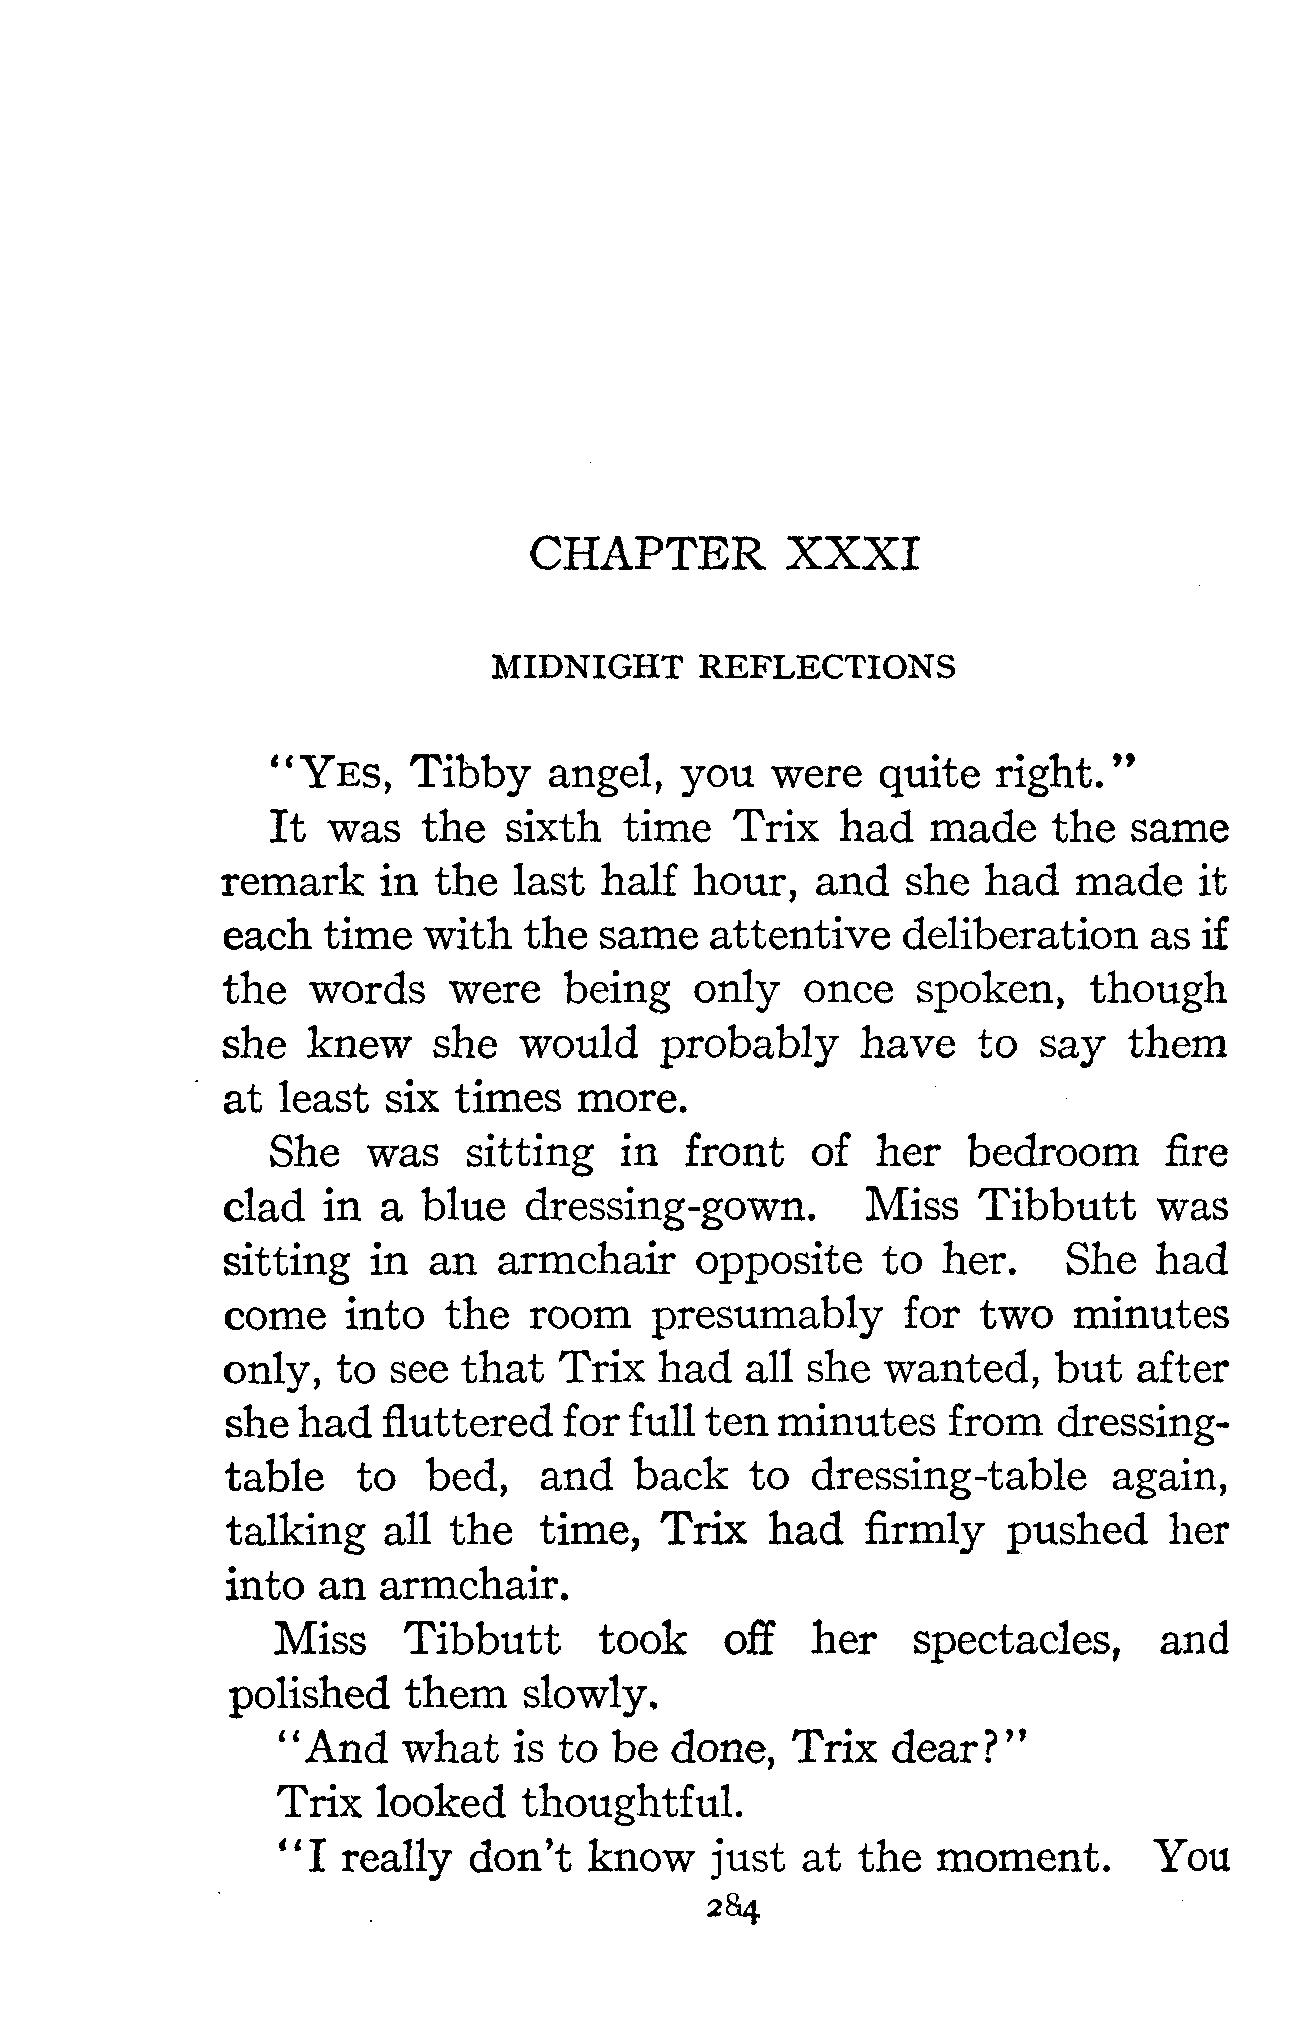 CHAPTER XXXI
MIDNIGHT REFLECTIONS
"YES, Tibby angel, you were quite right."
It was the sixth time Trix had made the same
remark in the last half hour, and she had made it
each time with the same attentive deliberation as if
the words were being only once spoken, though
she knew she would probably have to say them
at least six times more.
She was sitting in front of her bedroom fire
clad in a blue dressing-gown. Miss Tibbutt was
sitting in an armchair opposite to her. She had
come into the room presumably for two minutes
only, to see that Trix had all she wanted, but after
she had fluttered for full ten minutes from dressing-
table to bed, and back to dressing-table again,
talking all the time, Trix had firmly pushed her
into an armchair.
Miss Tibbutt took off her spectacles, and
polished them slowly.
"And what is to be done, Trix dear?"
Trix looked thoughtful.
"I really don't know just at the moment. You
284